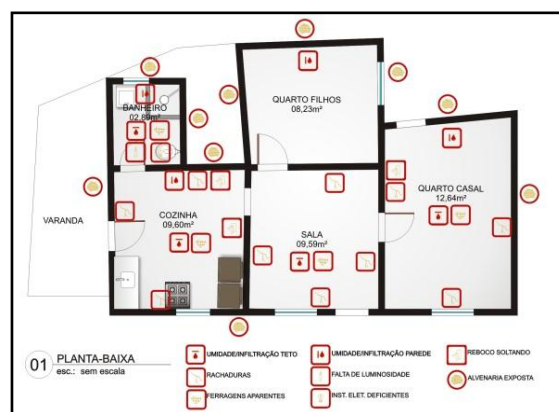 QUARTO FILHOS
08,23m²
BANHEIRO
02,89m²
QUARTO CASAL
12,64m²
COZINHA
09,60m²
SALA
09,59m²
VARANDA
01 PLANTA-BAIXA
esc.: sem escala
UMIDADE/INFILTRAÇÃO TETO
UMIDADE/INFILTRAÇÃO PAREDE
REBOCO SOLTANDO
RACHADURAS
FALTA DE LUMINOSIDADE
ALVENARIA EXPOSTA
FERRAGENS APARENTES
INST. ELET. DEFICIENTES